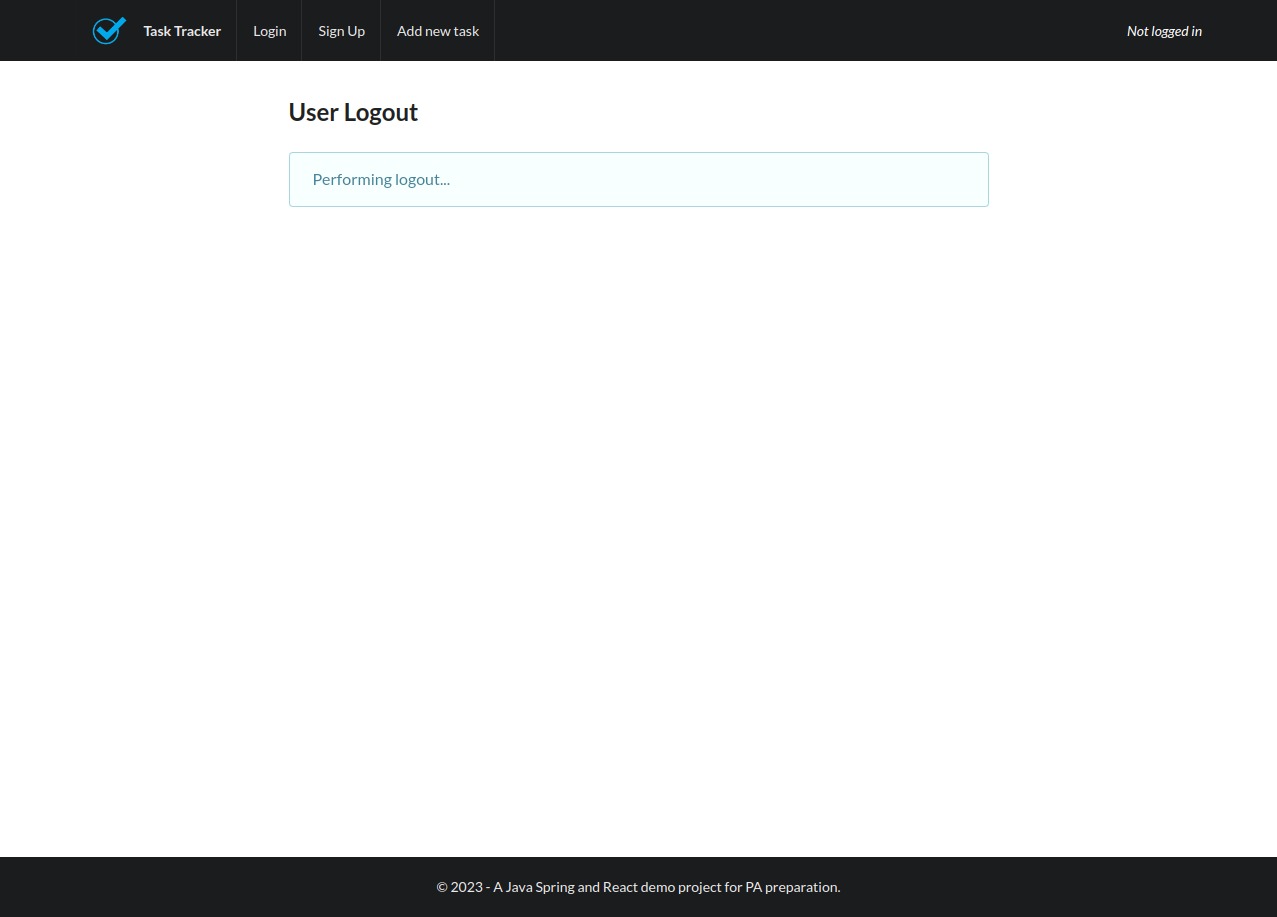 Task Tracker Login Sign Up Add new task Not logged in
User Logout
Performing logout...
© 2023 - A Java Spring and React demo project for PA preparation.